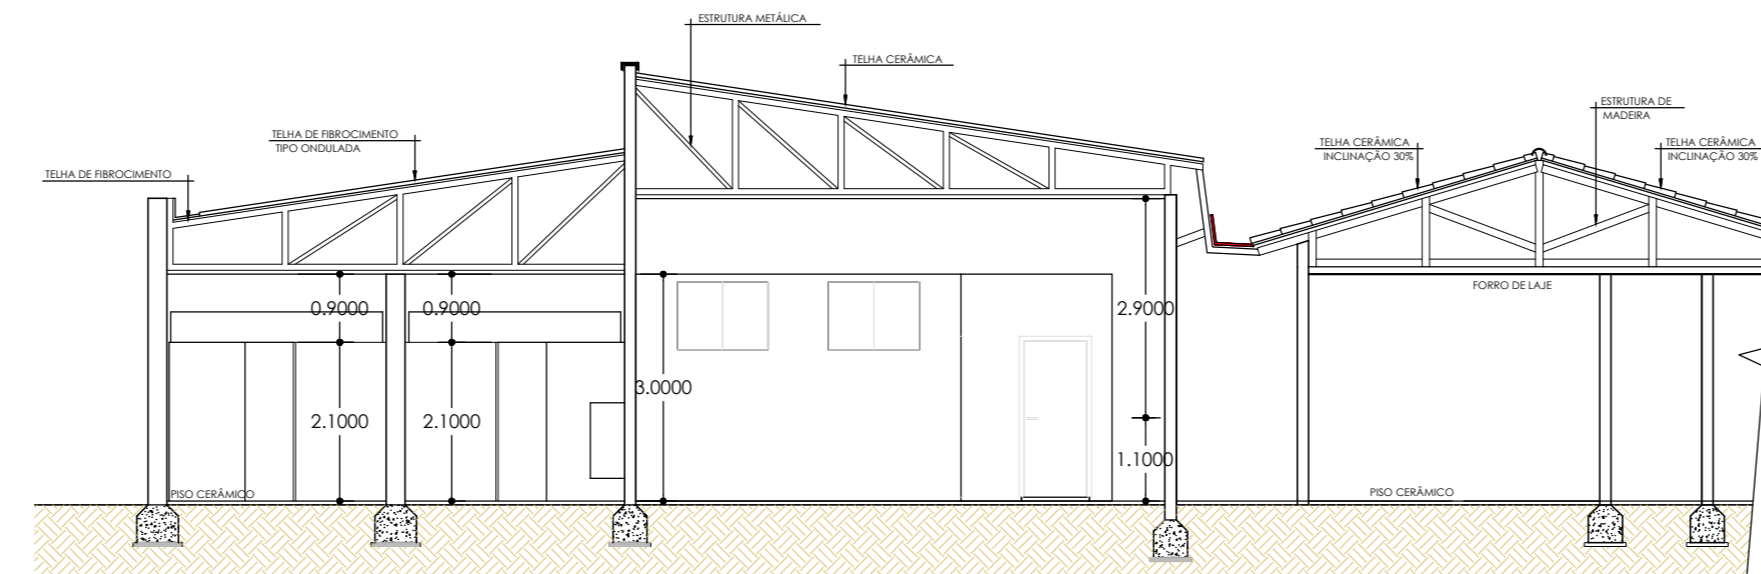 ESTRUTURA METÁLICA
TELHA CERÂMICA
ESTRUTURA DE
MADEIRA
TELHA DE FIBROCIMENTO
TIPO ONDULADA
TELHA CERÂMICA
INCLINAÇÃO 30%
TELHA CERÂMICA
INCLINAÇÃO 30%
TELHA DE FIBROCIMENTO
FORRO DE LAJE
0.9000
0.9000
2.9000
3.0000
2.1000
2.1000
1.1000
PISO CERÂMICO
PISO CERÂMICO